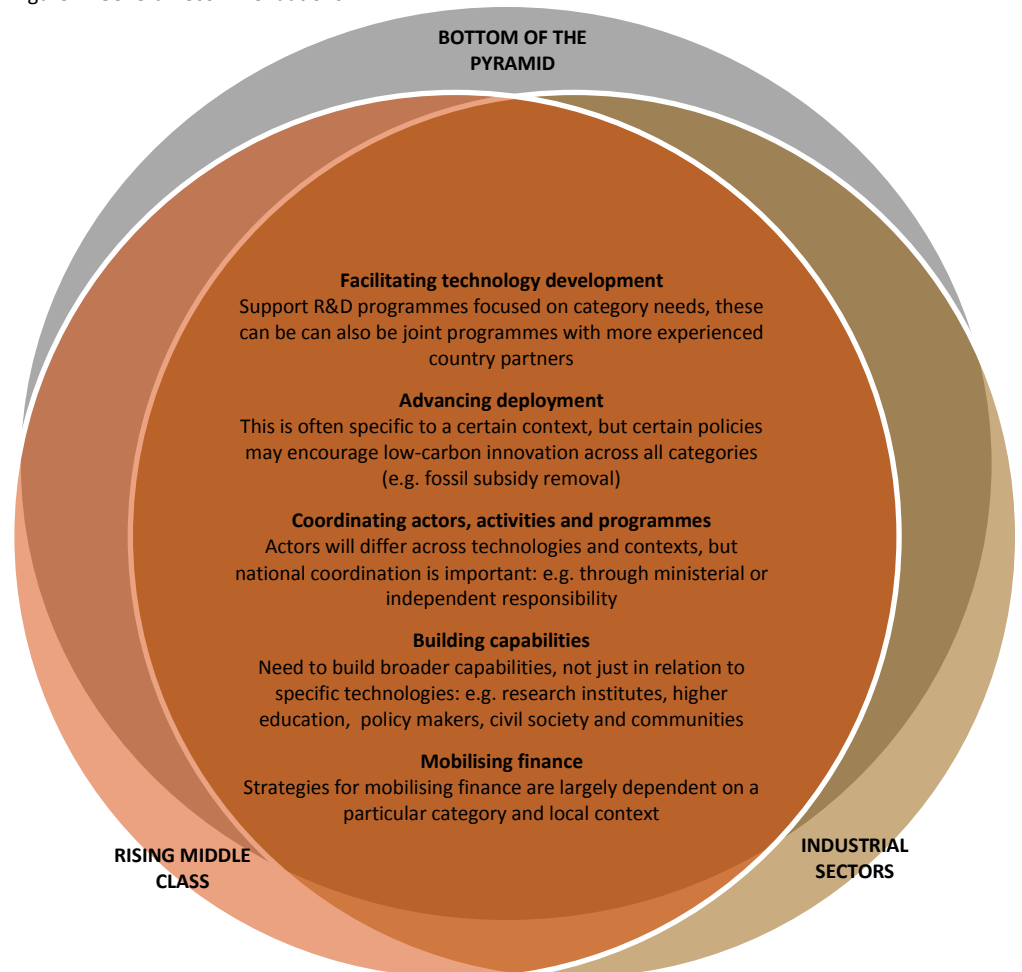 BOTTOM OF THE
PYRAMID
Facilitating technology development
Support R&D programmes focused on category needs, these
can be can also be joint programmes with more experienced
country partners
Advancing deployment
This is often specific to a certain context, but certain policies
may encourage low-carbon innovation across all categories
(e.g. fossil subsidy removal)
Coordinating actors, activities and programmes
Actors will differ across technologies and contexts, but
national coordination is important: e.g. through ministerial or
independent responsibility
Building capabilities
Need to build broader capabilities, not just in relation to
specific technologies: e.g. research institutes, higher
education, policy makers, civil society and communities
Mobilising finance
Strategies for mobilising finance are largely dependent on a
particular category and local context
RISING MIDDLE
CLASS
INDUSTRIAL
SECTORS